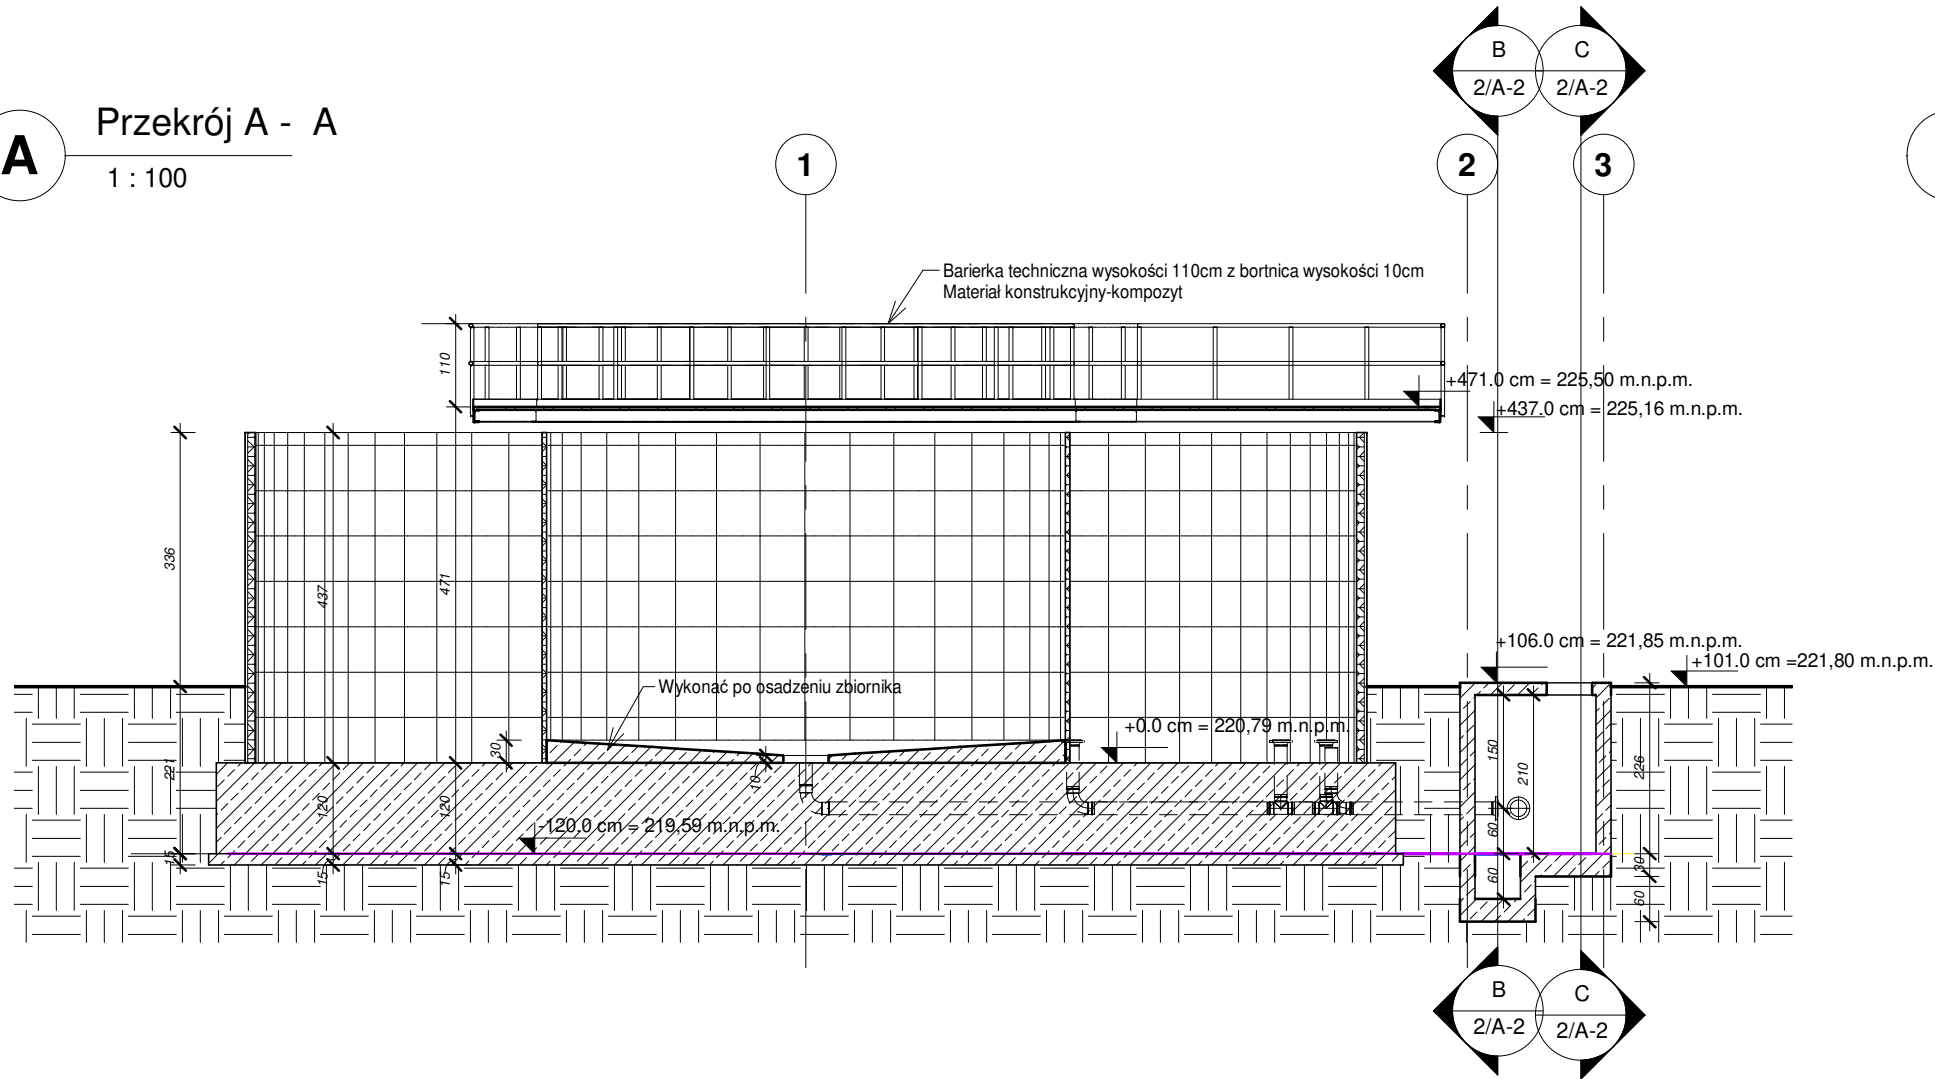 B
C
2/A-2
2/A-2
A
Przekrój A - A
1 : 100
1
2
3
Barierka techniczna wysokości 110cm z bortnica wysokości 10cm
Materiał konstrukcyjny-kompozyt
110
+471.0 cm = 225,50 m.n.p.m.
+437.0 cm = 225,16 m.n.p.m.
336
437
471
+106.0 cm = 221,85 m.n.p.m.
+101.0 cm =221,80 m.n.p.m.
Wykonać po osadzeniu zbiornika
+0.0 cm = 220,79 m.n.p.m.
30
10
221
120
120
150
210
226
-120.0 cm = 219,59 m.n.p.m.
60
15
15
15
60
30
60
B
C
2/A-2
2/A-2